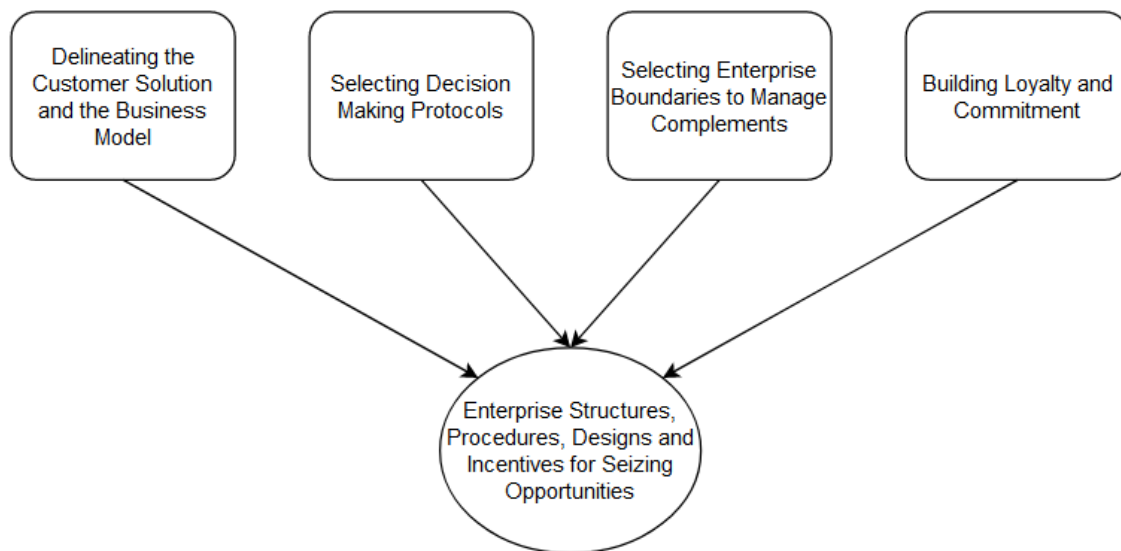 Delineating the
Customer Solution
and the Business
Model
Selecting Decision
Making Protocols
Selecting Enterprise
Boundaries to Manage
Complements
Building Loyalty and
Commitment
Enterprise Structures,
Procedures, Designs and
Incentives for Seizing
Opportunities